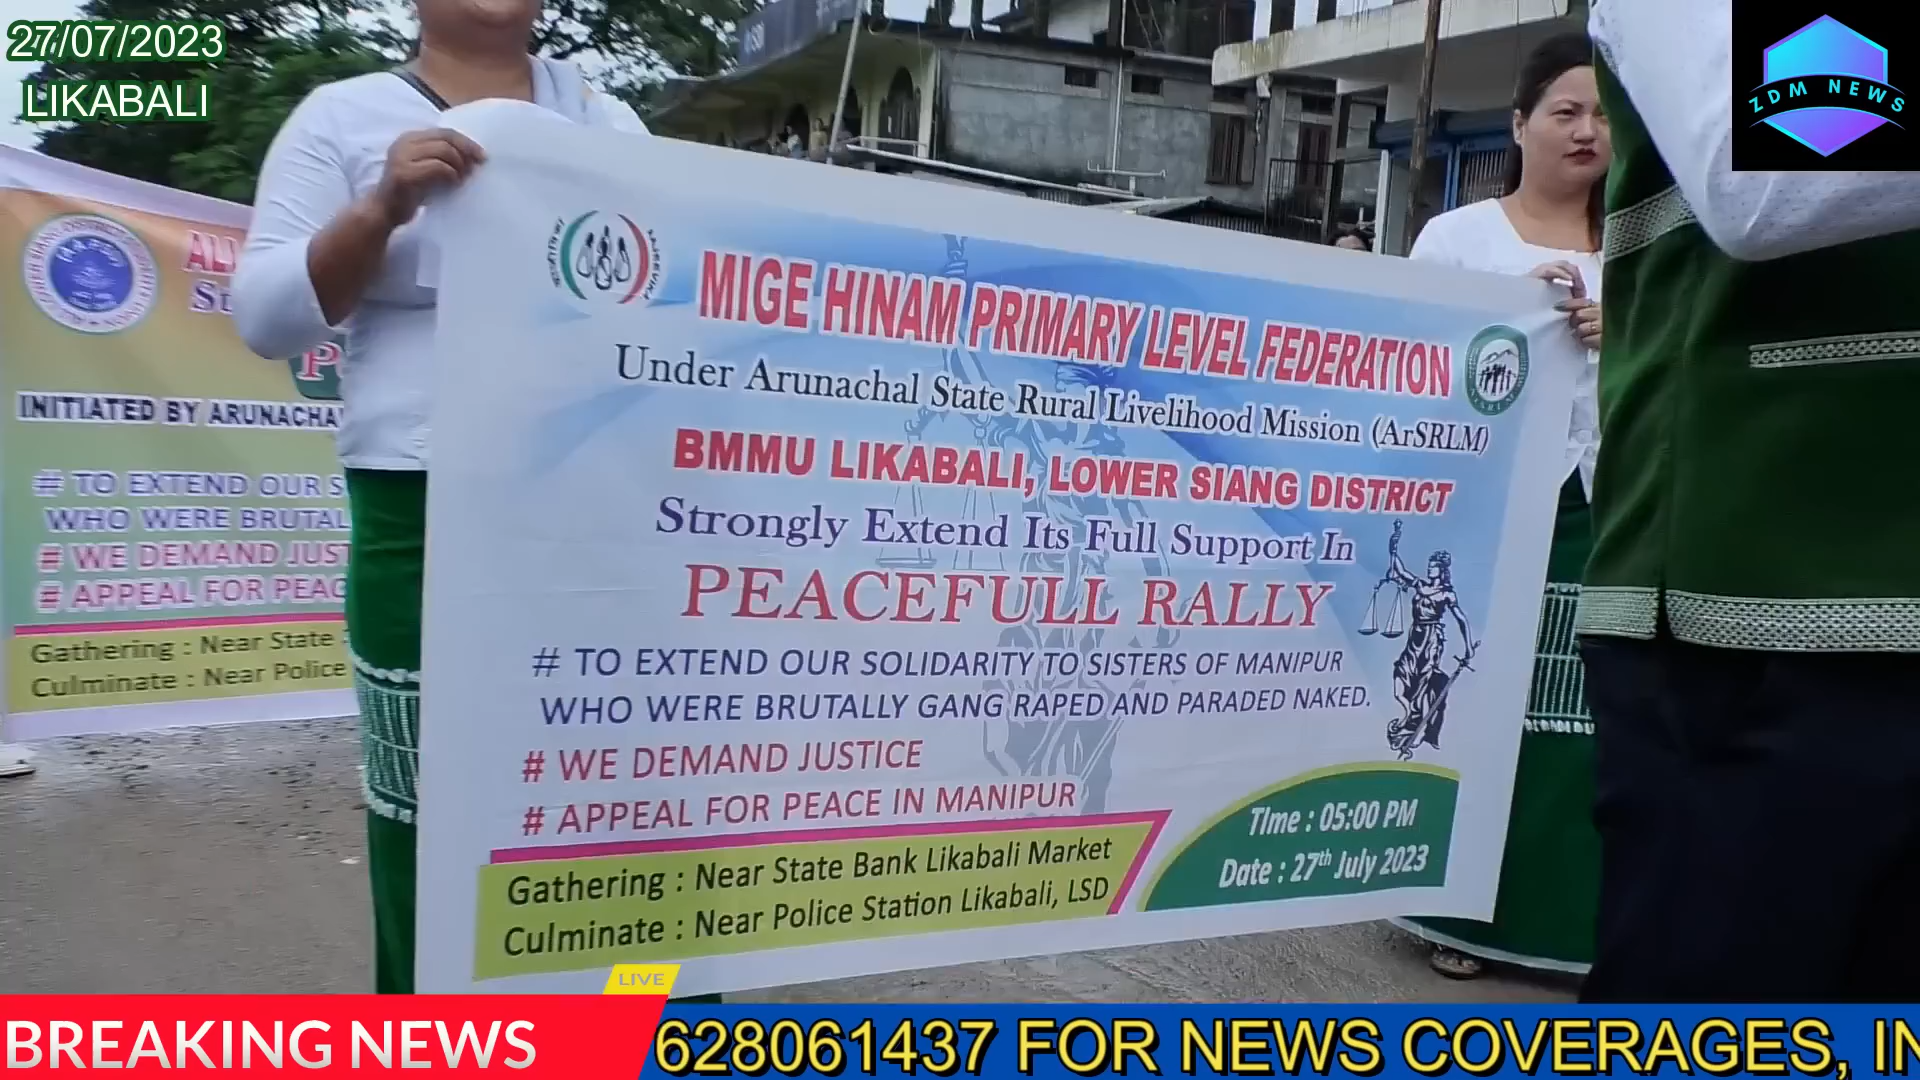 27/07/2023
LIKABALI
ZDM NEWS
ALL
INITIATED BY ARUNACHAL
# TO EXTEND OUR S
WHO WERE BRUTAL
# WE DEMAND JUST
# APPEAL FOR PEAC
Gathering : Near State
Culminate : Near Police
MIGE HINAM PRIMARY LEVEL FEDERATION
Under Arunachal State Rural Livelihood Mission (ArSRLM)
BMMU LIKABALI, LOWER SIANG DISTRICT
Strongly Extend Its Full Support In
PEACEFULL RALLY
# TO EXTEND OUR SOLIDARITY TO SISTERS OF MANIPUR
WHO WERE BRUTALLY GANG RAPED AND PARADED NAKED.
# WE DEMAND JUSTICE
# APPEAL FOR PEACE IN MANIPUR
Gathering : Near State Bank Likabali Market
Culminate : Near Police Station Likabali, LSD
TIme : 05:00 PM
Date : 27th July 2023
LIVE
BREAKING NEWS
628061437 FOR NEWS COVERAGES, IN